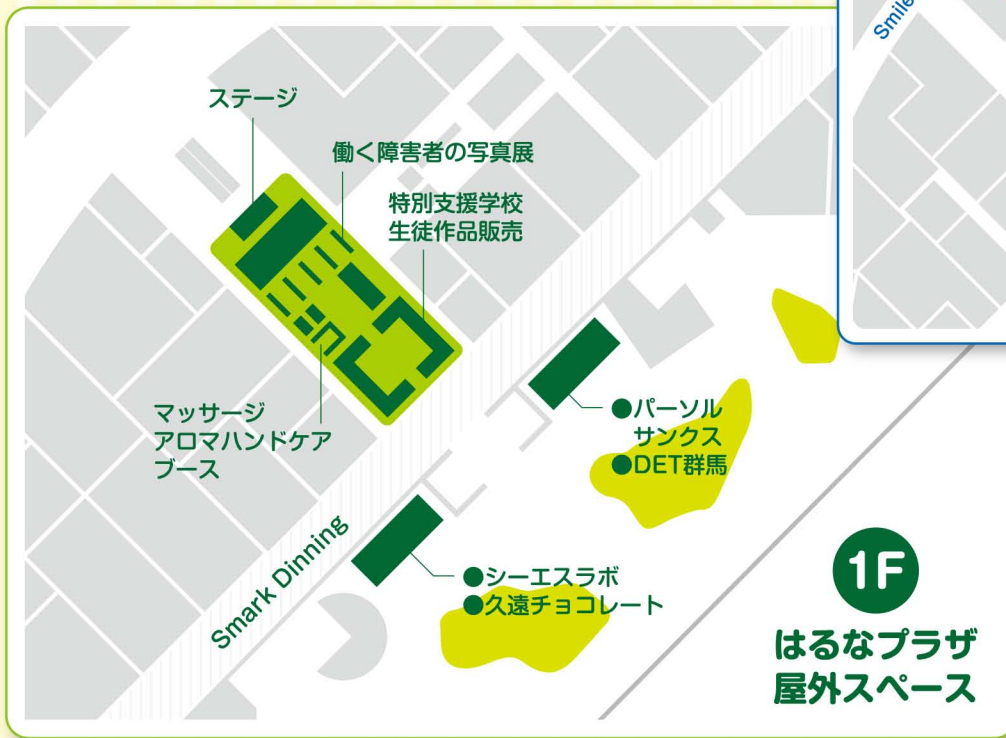 Smile
ステージ
働く障害者の写真展
特別支援学校
生徒作品販売
マッサージ
アロマハンドケア
ブース
●パーソル
サンクス
●DET群馬
Smark Dinning
●シーエスラボ
●久遠チョコレート
1F
はるなプラザ
屋外スペース